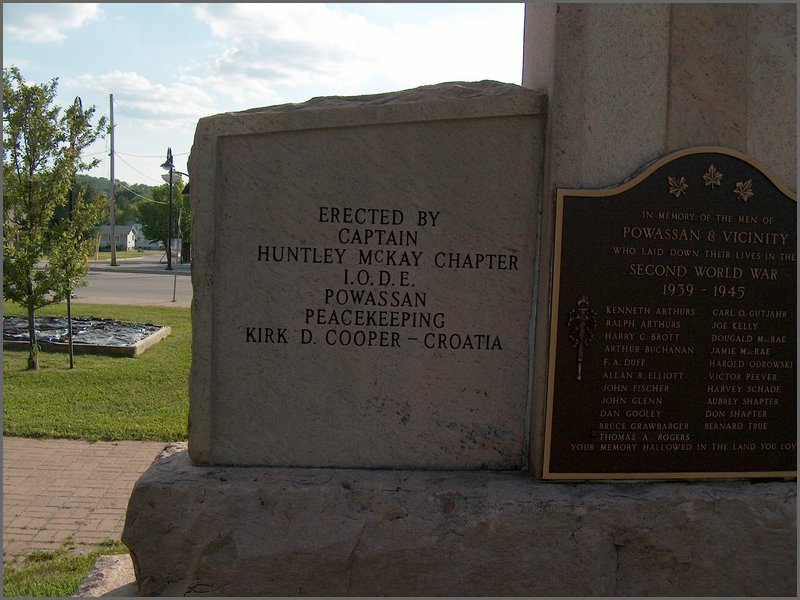 ERECTED BY
CAPTAIN
HUNTLEY MCKAY CHAPTER
I.O.D.E.
POWASSAN
PEACEKEEPING
KIRK D. COOPER – CROATIA
IN MEMORY OF THE MEN OF
POWASSAN & VICINITY
WHO LAID DOWN THEIR LIVES IN THE
SECOND WORLD WAR
1939 - 1945
KENNETH ARTHURS
RALPH ARTHURS
HARRY G. BROTT
ARTHUR BUCHANAN
F. A. DUFF
ALLAN R. ELLIOTT
JOHN FISCHER
JOHN GLENN
DAN GOOLEY
BRUCE GRAWBARGER
THOMAS A. ROGERS
CARL O. GUTJAHR
JOE KELLY
DOUGALD MacRAE
JAMIE MacRAE
HAROLD ODROWSKI
VICTOR PEEVER
HARVEY SCHADE
AUBREY SHAPTER
DON SHAPTER
BERNARD TRUE
YOUR MEMORY HALLOWED IN THE LAND YOU